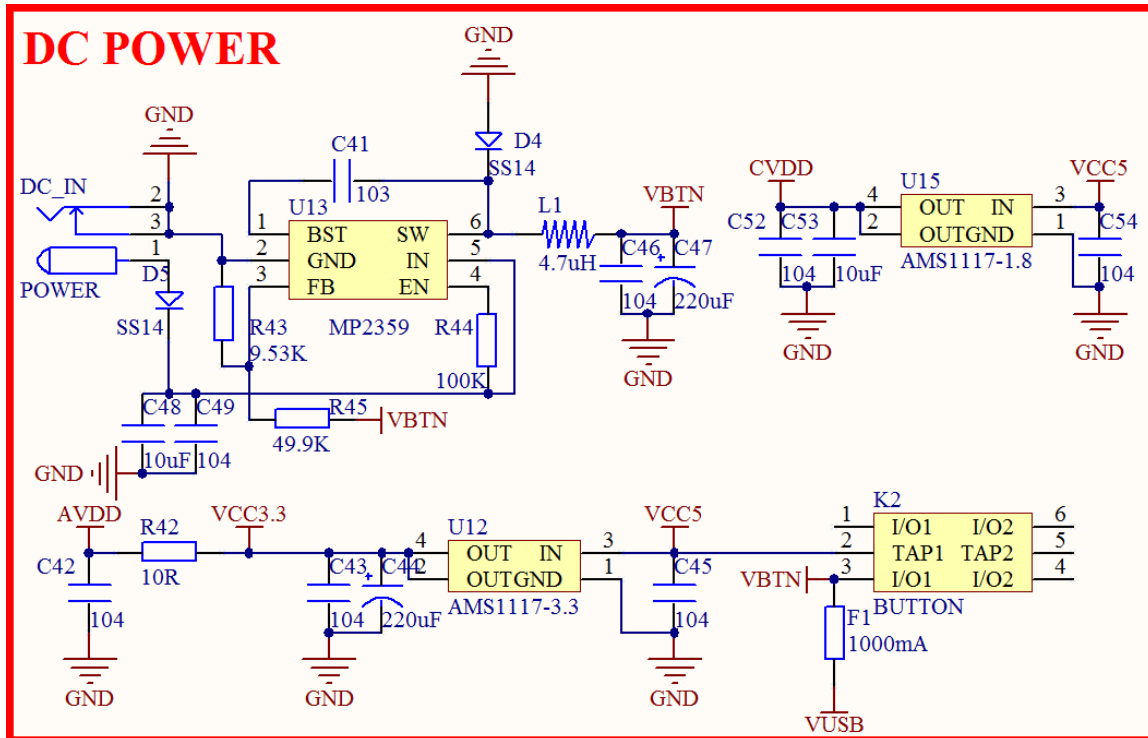 DC POWER
GND
GND
C41
103
D4
SS14
DC_IN
2
3
1
POWER
D5
SS14
U13
1 BST SW 6
2 GND IN 5
3 FB EN 4
MP2359
L1
4.7uH
VBTN
C46
104
C47
220uF
GND
R43
9.53K
R44
100K
C48
10uF
C49
104
GND
R45
49.9K
VBTN
CVDD
C52
104
C53
10uF
GND
U15
4 OUT IN 3
2 OUTGND 1
AMS1117-1.8
VCC5
C54
104
GND
AVDD
C42
104
GND
R42
10R
VCC3.3
C43
104
C44
220uF
GND
U12
4 OUT IN 3
2 OUTGND 1
AMS1117-3.3
VCC5
C45
104
GND
K2
1 I/O1 I/O2 6
2 TAP1 TAP2 5
3 I/O1 I/O2 4
BUTTON
VBTN
F1
1000mA
VUSB